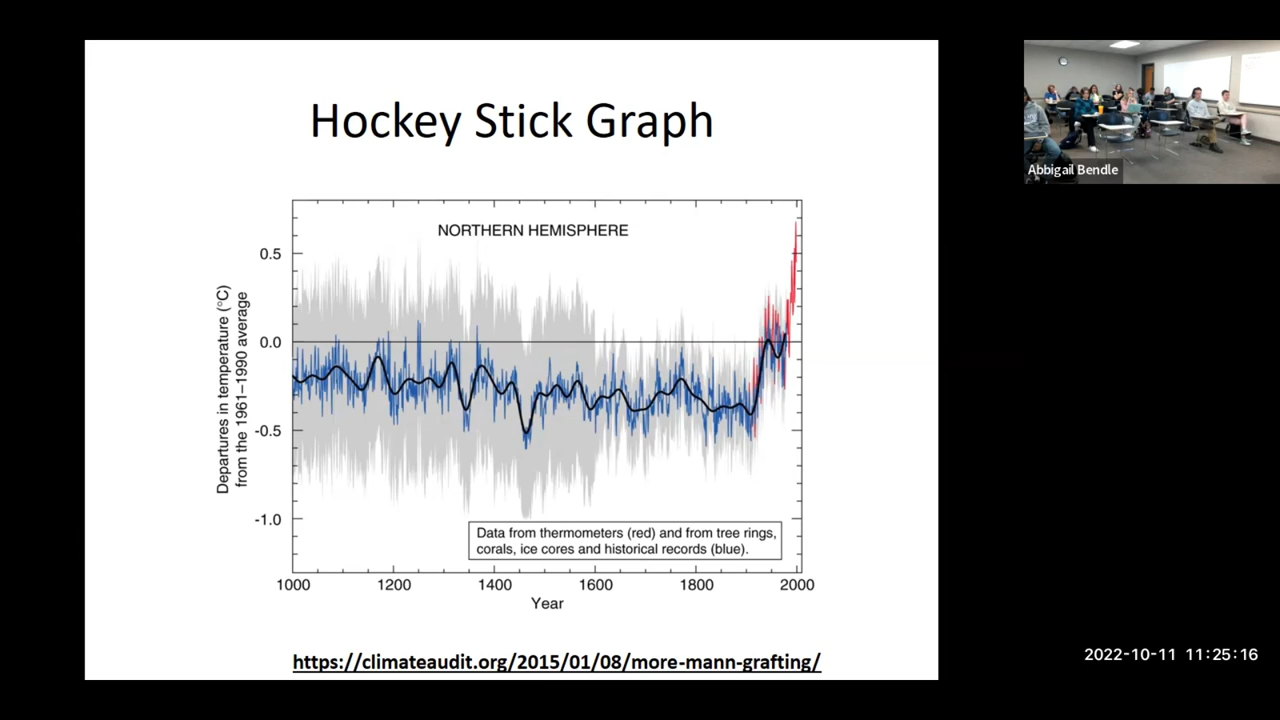 Hockey Stick Graph
NORTHERN HEMISPHERE
0.5
0.0
-0.5
-1.0
Departures in temperature (°C)
from the 1961–1990 average
Data from thermometers (red) and from tree rings,
corals, ice cores and historical records (blue).
1000 1200 1400 1600 1800 2000
Year
https://climateaudit.org/2015/01/08/more-mann-grafting/
Abbigail Bendle
2022-10-11 11:25:16